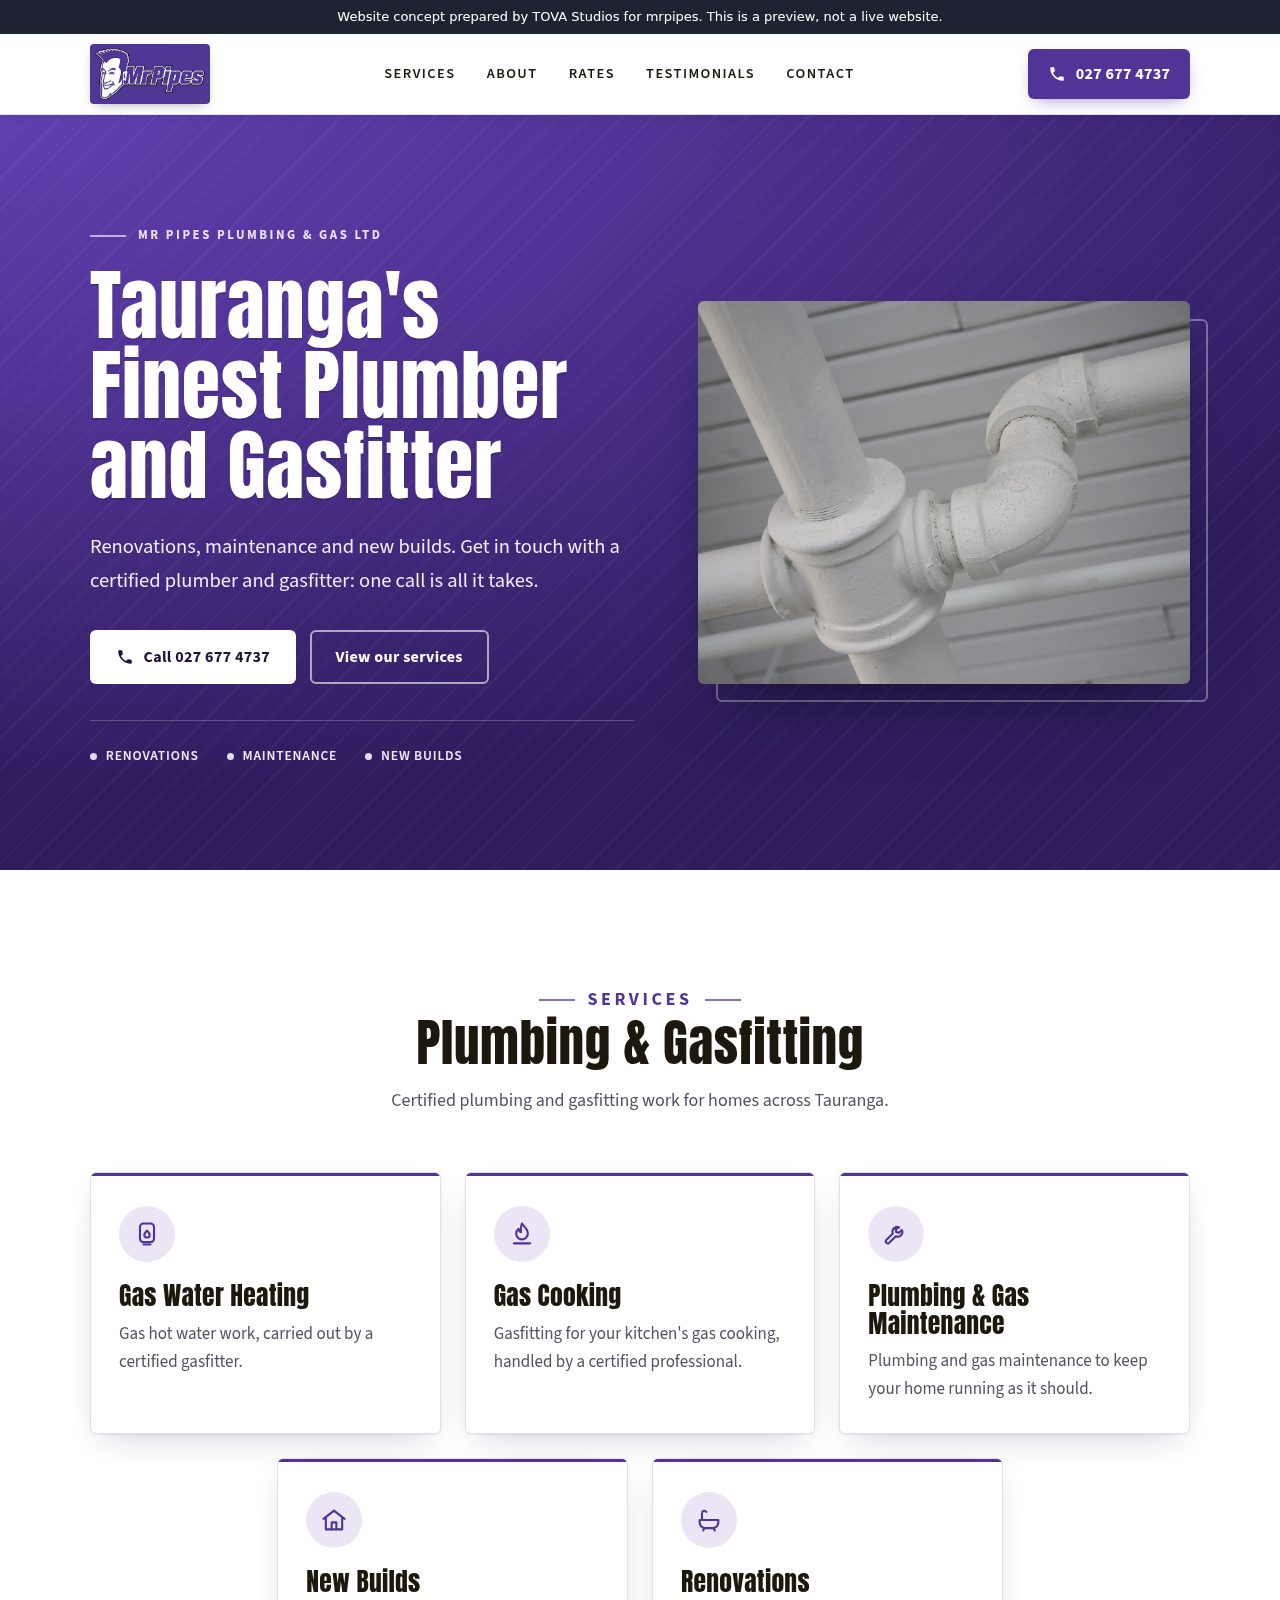 Website concept prepared by TOVA Studios for mrpipes. This is a preview, not a live website.
MrPipes
SERVICES ABOUT RATES TESTIMONIALS CONTACT
027 677 4737
MR PIPES PLUMBING & GAS LTD
Tauranga's
Finest Plumber
and Gasfitter
Renovations, maintenance and new builds. Get in touch with a
certified plumber and gasfitter: one call is all it takes.
Call 027 677 4737
View our services
RENOVATIONS MAINTENANCE NEW BUILDS
SERVICES
Plumbing & Gasfitting
Certified plumbing and gasfitting work for homes across Tauranga.
Gas Water Heating
Gas hot water work, carried out by a
certified gasfitter.
Gas Cooking
Gasfitting for your kitchen's gas cooking,
handled by a certified professional.
Plumbing & Gas
Maintenance
Plumbing and gas maintenance to keep
your home running as it should.
New Builds
Renovations